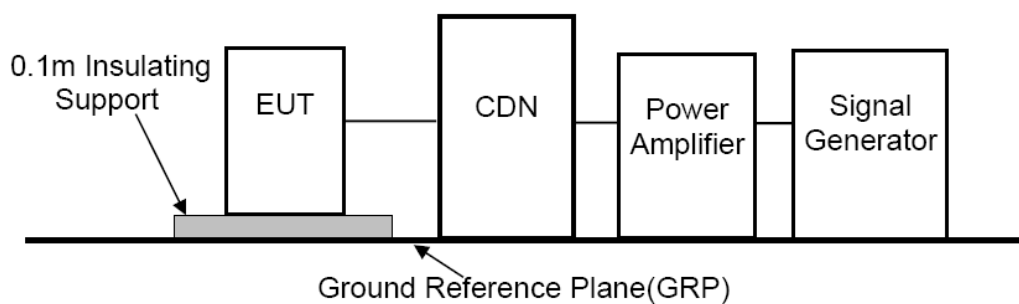 0.1m Insulating
Support
EUT
CDN
Power
Amplifier
Signal
Generator
Ground Reference Plane(GRP)